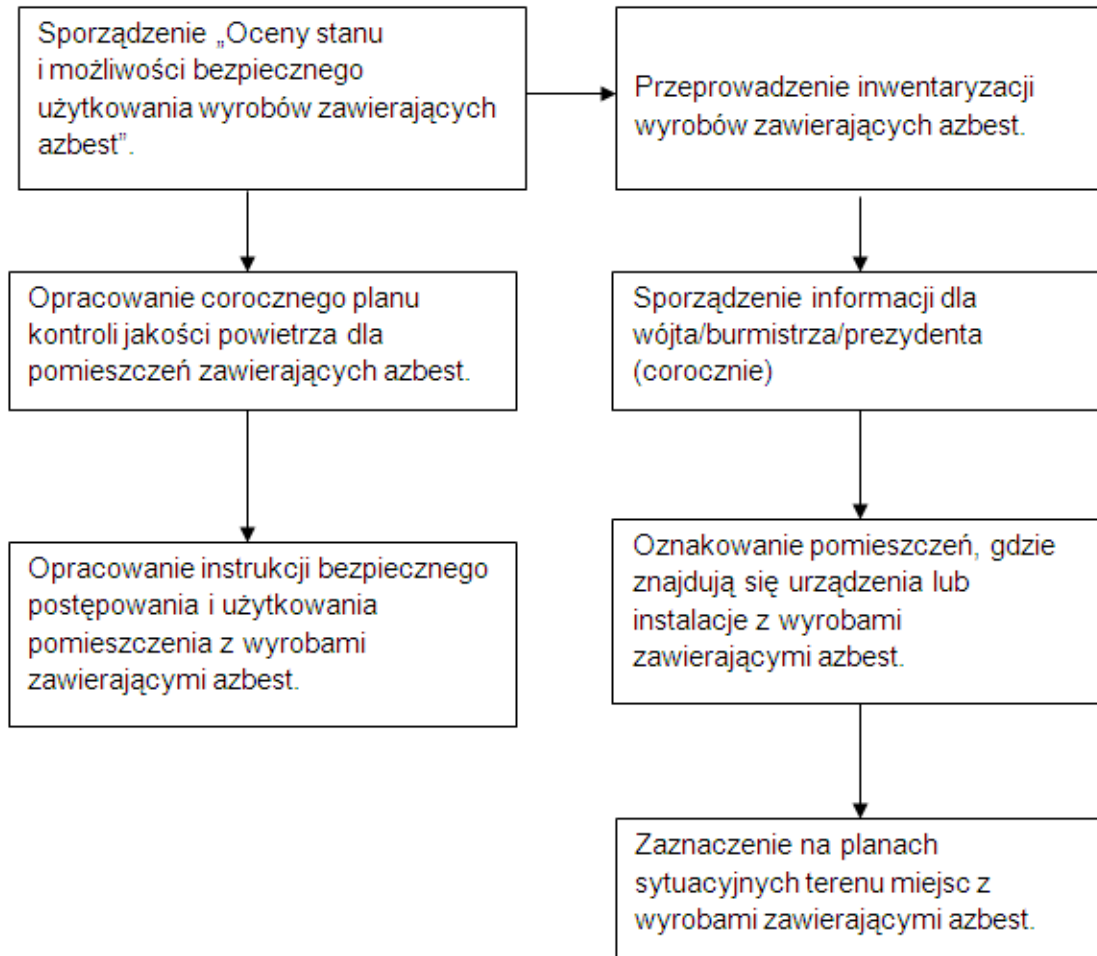 Sporządzenie „Oceny stanu
i możliwości bezpiecznego
użytkowania wyrobów zawierających
azbest”.
Przeprowadzenie inwentaryzacji
wyrobów zawierających azbest.
Opracowanie corocznego planu
kontroli jakości powietrza dla
pomieszczeń zawierających azbest.
Sporządzenie informacji dla
wójta/burmistrza/prezydenta
(corocznie)
Opracowanie instrukcji bezpiecznego
postępowania i użytkowania
pomieszczenia z wyrobami
zawierającymi azbest.
Oznakowanie pomieszczeń, gdzie
znajdują się urządzenia lub
instalacje z wyrobami
zawierającymi azbest.
Zaznaczenie na planach
sytuacyjnych terenu miejsc z
wyrobami zawierającymi azbest.